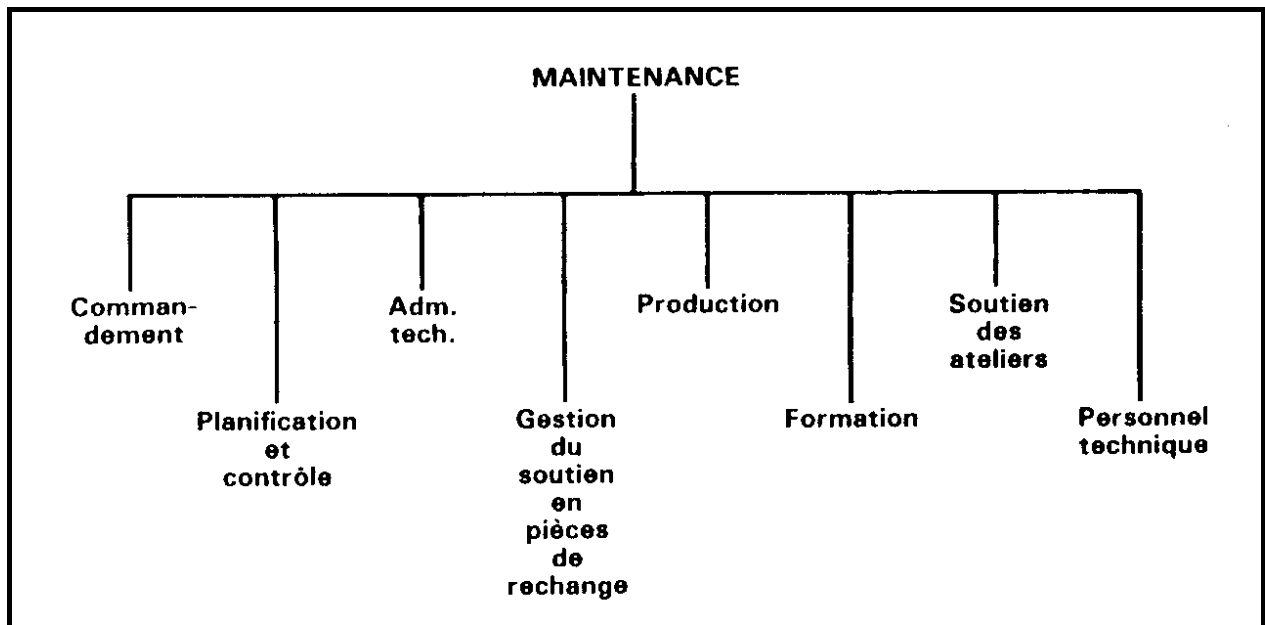 MAINTENANCE
Comman-
dement
Planification
et
contrôle
Adm.
tech.
Gestion
du
soutien
en
pièces
de
rechange
Production
Formation
Soutien
des
ateliers
Personnel
technique